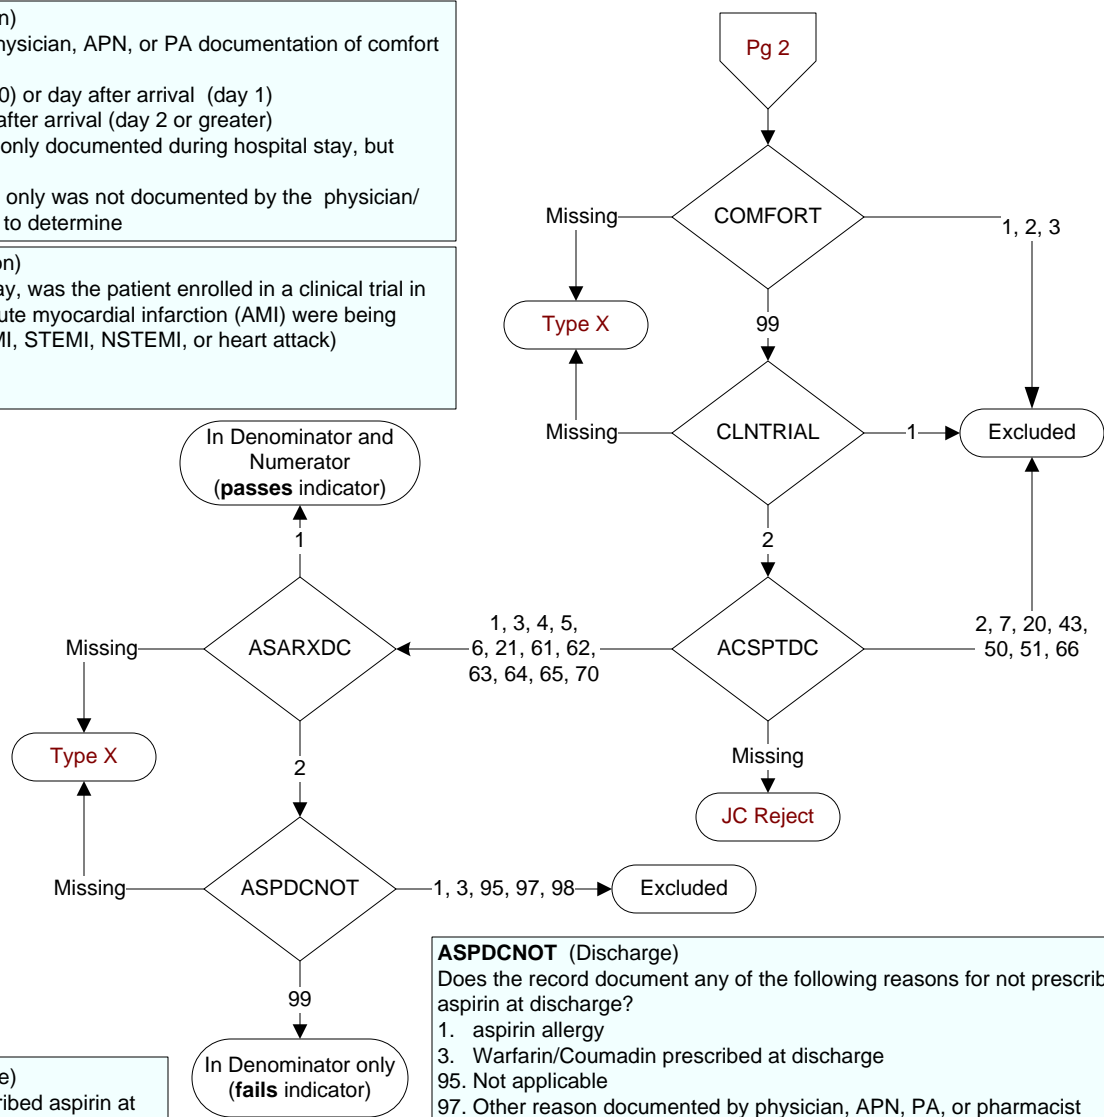 n)
hysician, APN, or PA documentation of comfort
0) or day after arrival (day 1)
after arrival (day 2 or greater)
only documented during hospital stay, but
only was not documented by the physician/
to determine
on)
ay, was the patient enrolled in a clinical trial in
ute myocardial infarction (AMI) were being
MI, STEMI, NSTEMI, or heart attack)
Pg 2
COMFORT
Missing
1, 2, 3
Type X
99
Missing
CLNTRIAL
1
Excluded
In Denominator and
Numerator
(passes indicator)
1
2
Missing
ASARXDC
1, 3, 4, 5,
6, 21, 61, 62,
63, 64, 65, 70
ACSPTDC
2, 7, 20, 43,
50, 51, 66
Type X
2
Missing
JC Reject
Missing
ASPDCNOT
1, 3, 95, 97, 98
Excluded
99
In Denominator only
(fails indicator)
ASPDCNOT (Discharge)
Does the record document any of the following reasons for not prescrib
aspirin at discharge?
1. aspirin allergy
3. Warfarin/Coumadin prescribed at discharge
95. Not applicable
97. Other reason documented by physician, APN, PA, or pharmacist
e)
ribed aspirin at